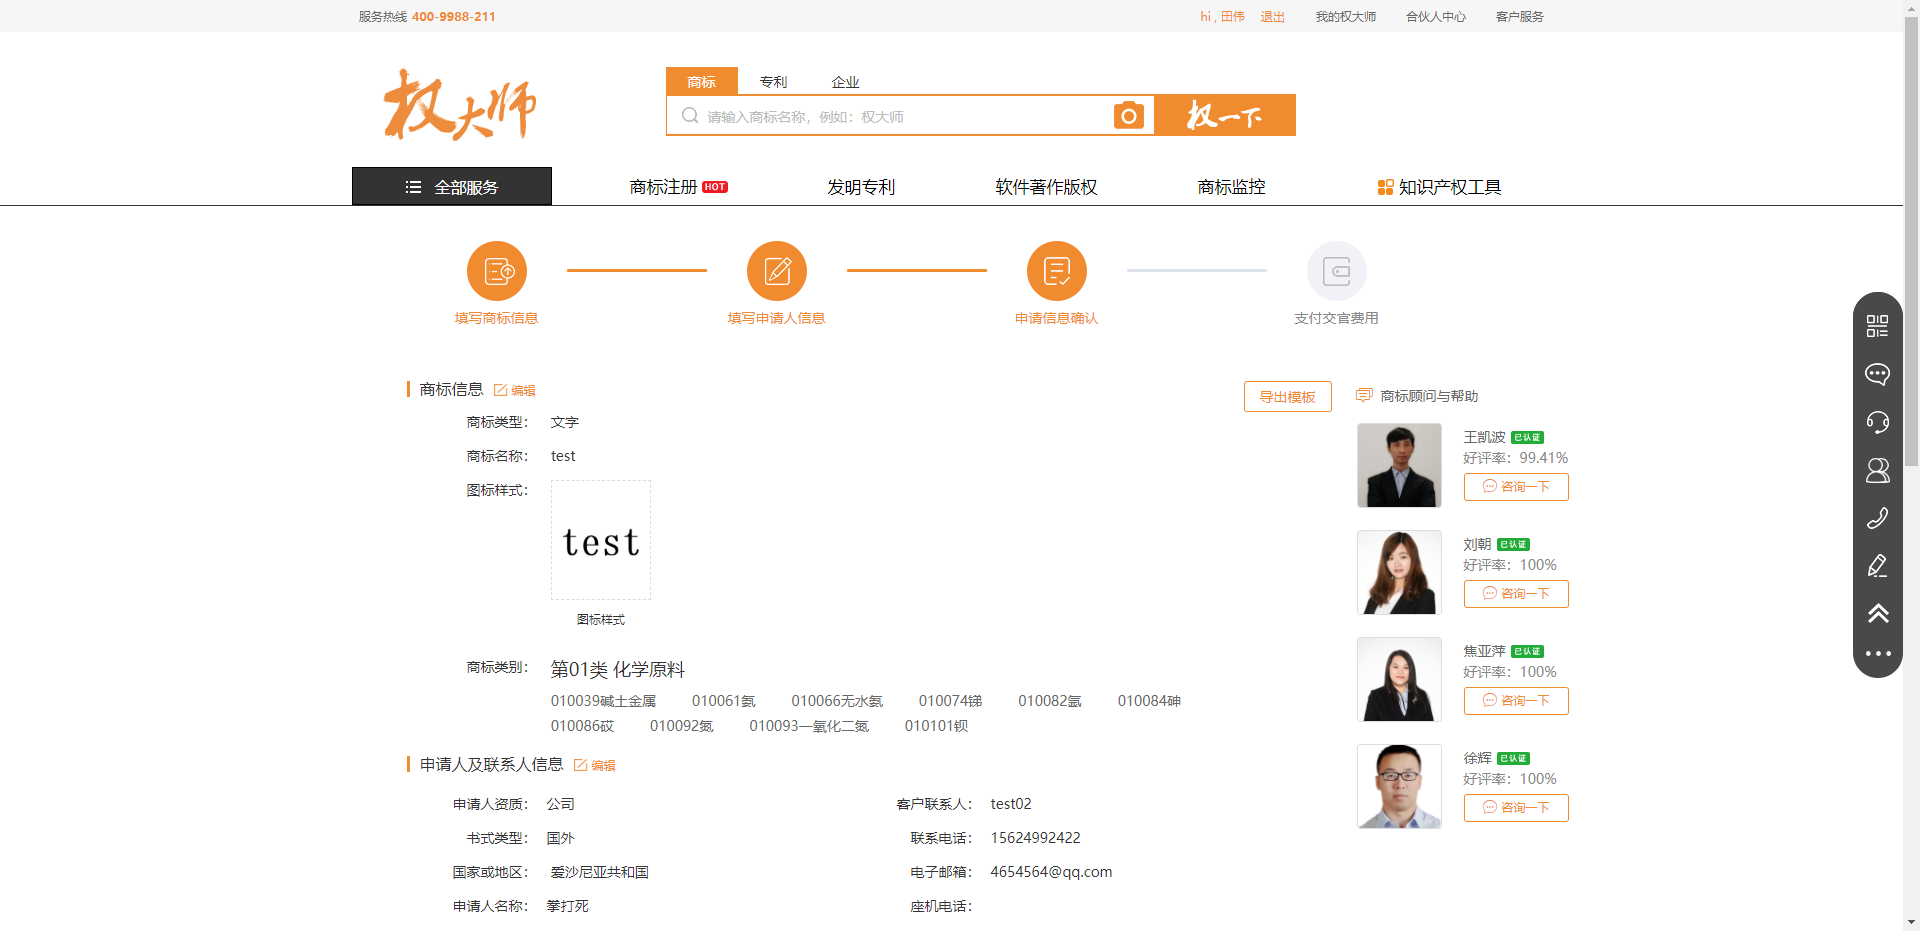 服务热线 400-9988-211
hi , 田伟 退出 我的权大师 合伙人中心 客户服务
权大师
商标 专利 企业
请输入商标名称，例如：权大师
权一下
全部服务 商标注册 HOT 发明专利 软件著作版权 商标监控 知识产权工具
填写商标信息 填写申请人信息 申请信息确认 支付交官费用
商标信息 编辑
导出模板
商标类型： 文字
商标名称： test
图标样式：
test
图标样式
商标类别： 第01类 化学原料
010039碱土金属 010061氨 010066无水氨 010074锑 010082氩 010084砷
010086砹 010092氮 010093一氧化二氮 010101钡
申请人及联系人信息 编辑
申请人资质： 公司
书式类型： 国外
国家或地区： 爱沙尼亚共和国
申请人名称： 拳打死
客户联系人： test02
联系电话： 15624992422
电子邮箱： 4654564@qq.com
座机电话：
商标顾问与帮助
王凯波 已认证
好评率：99.41%
咨询一下
刘朝 已认证
好评率：100%
咨询一下
焦亚萍 已认证
好评率：100%
咨询一下
徐辉 已认证
好评率：100%
咨询一下